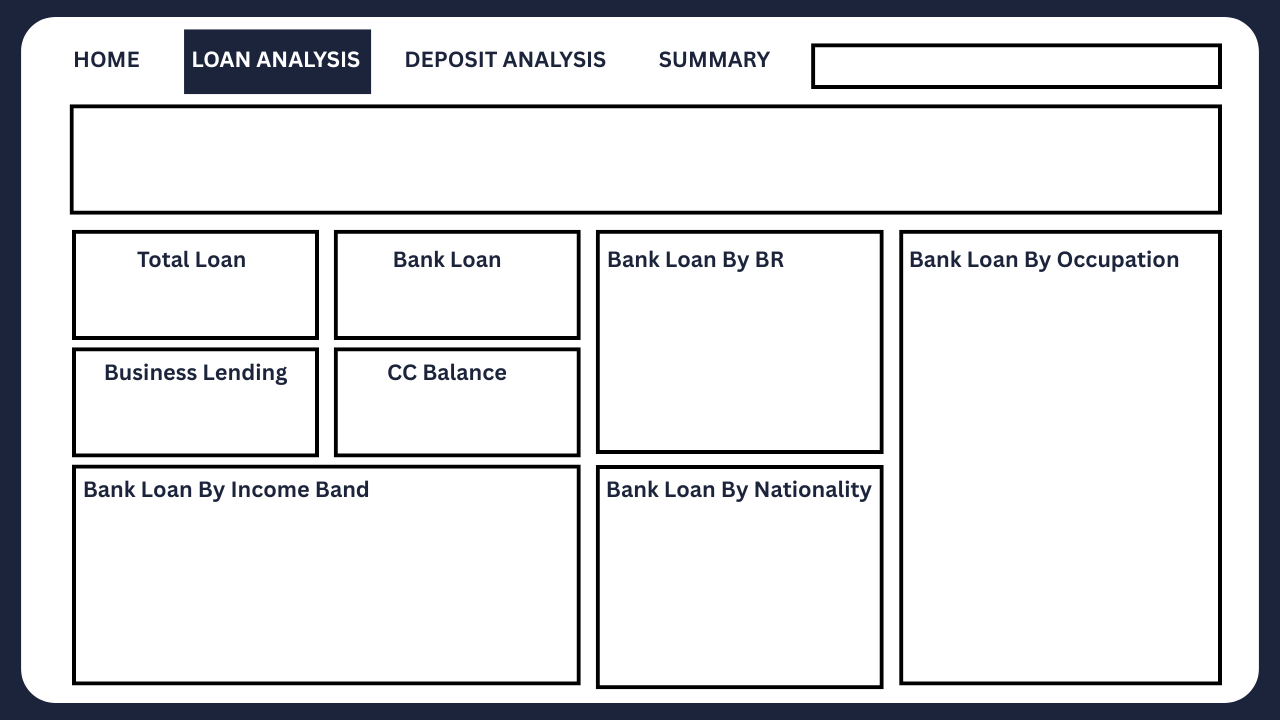 HOME LOAN ANALYSIS DEPOSIT ANALYSIS SUMMARY
Total Loan
Bank Loan
Bank Loan By BR
Bank Loan By Occupation
Business Lending
CC Balance
Bank Loan By Income Band
Bank Loan By Nationality